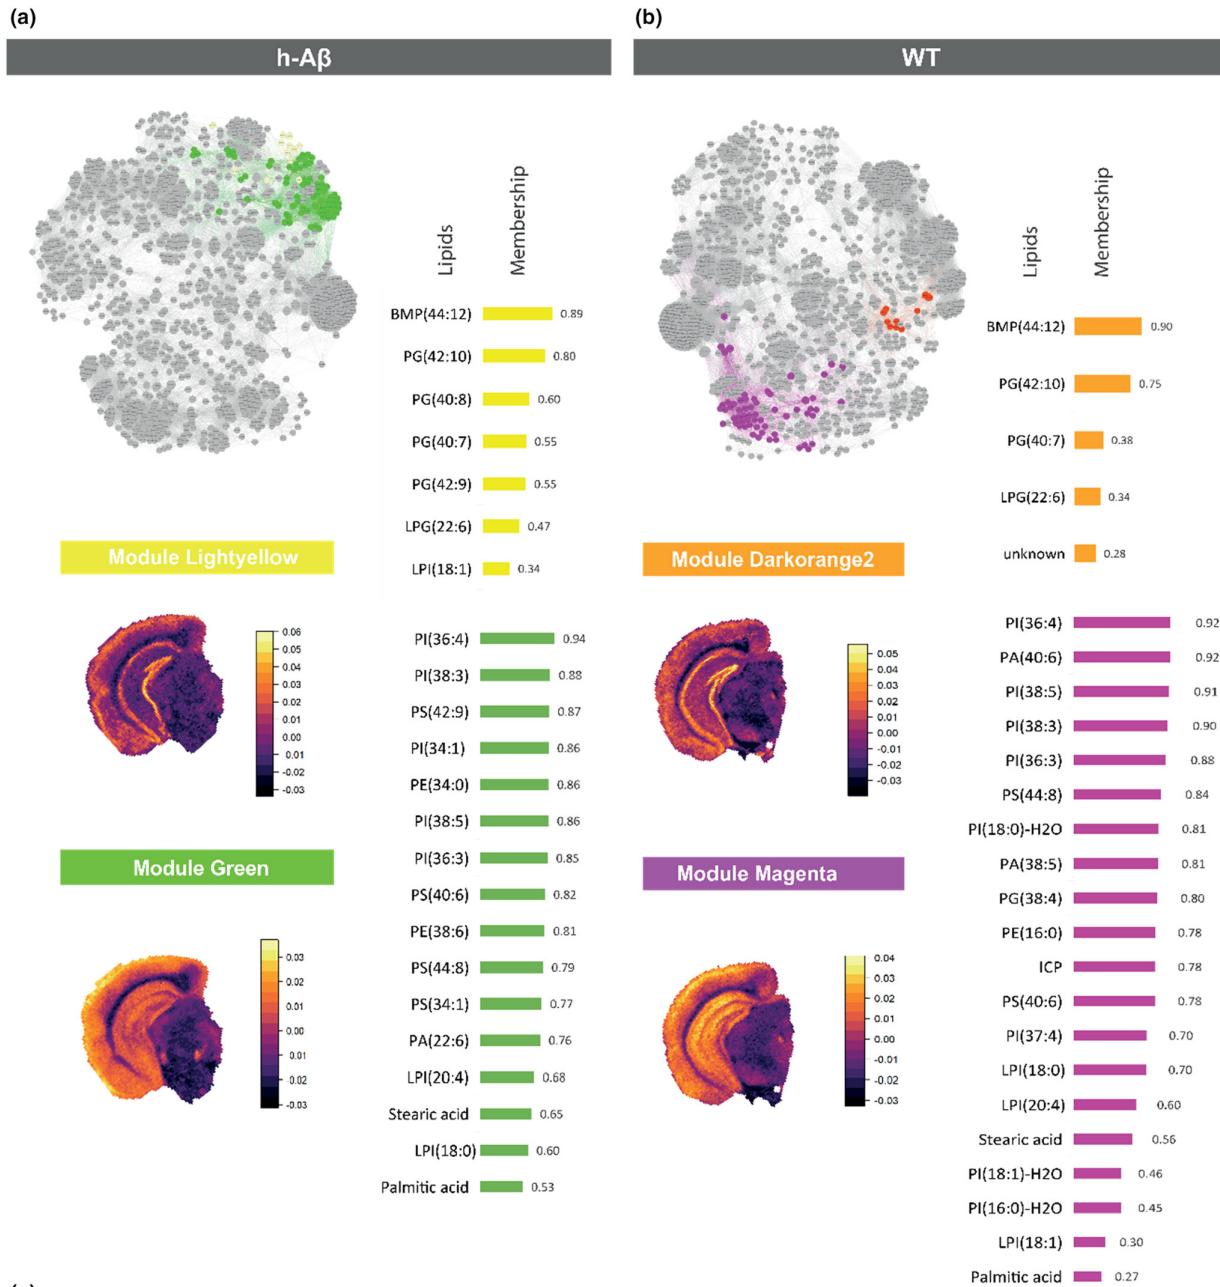 (a)
h-Aβ
Lipids
Membership
BMP(44:12) 0.89
PG(42:10) 0.80
PG(40:8) 0.60
PG(40:7) 0.55
PG(42:9) 0.55
LPG(22:6) 0.47
LPI(18:1) 0.34
Module Lightyellow
0.06
0.05
0.04
0.03
0.02
0.01
0.00
-0.01
-0.02
-0.03
PI(36:4) 0.94
PI(38:3) 0.88
PS(42:9) 0.87
PI(34:1) 0.86
PE(34:0) 0.86
PI(38:5) 0.86
PI(36:3) 0.85
PS(40:6) 0.82
PE(38:6) 0.81
PS(44:8) 0.79
PS(34:1) 0.77
PA(22:6) 0.76
LPI(20:4) 0.68
Stearic acid 0.65
LPI(18:0) 0.60
Palmitic acid 0.53
Module Green
0.03
0.02
0.01
0.00
-0.01
-0.02
-0.03
(b)
WT
Lipids
Membership
BMP(44:12) 0.90
PG(42:10) 0.75
PG(40:7) 0.38
LPG(22:6) 0.34
unknown 0.28
Module Darkorange2
0.05
0.04
0.03
0.02
0.01
0.00
-0.01
-0.02
-0.03
PI(36:4) 0.92
PA(40:6) 0.92
PI(38:5) 0.91
PI(38:3) 0.90
PI(36:3) 0.88
PS(44:8) 0.84
PI(18:0)-H2O 0.81
PA(38:5) 0.81
PG(38:4) 0.80
PE(16:0) 0.78
ICP 0.78
PS(40:6) 0.78
PI(37:4) 0.70
LPI(18:0) 0.70
LPI(20:4) 0.60
Stearic acid 0.56
PI(18:1)-H2O 0.46
PI(16:0)-H2O 0.45
LPI(18:1) 0.30
Palmitic acid 0.27
Module Magenta
0.04
0.03
0.02
0.01
0.00
-0.01
-0.02
-0.03